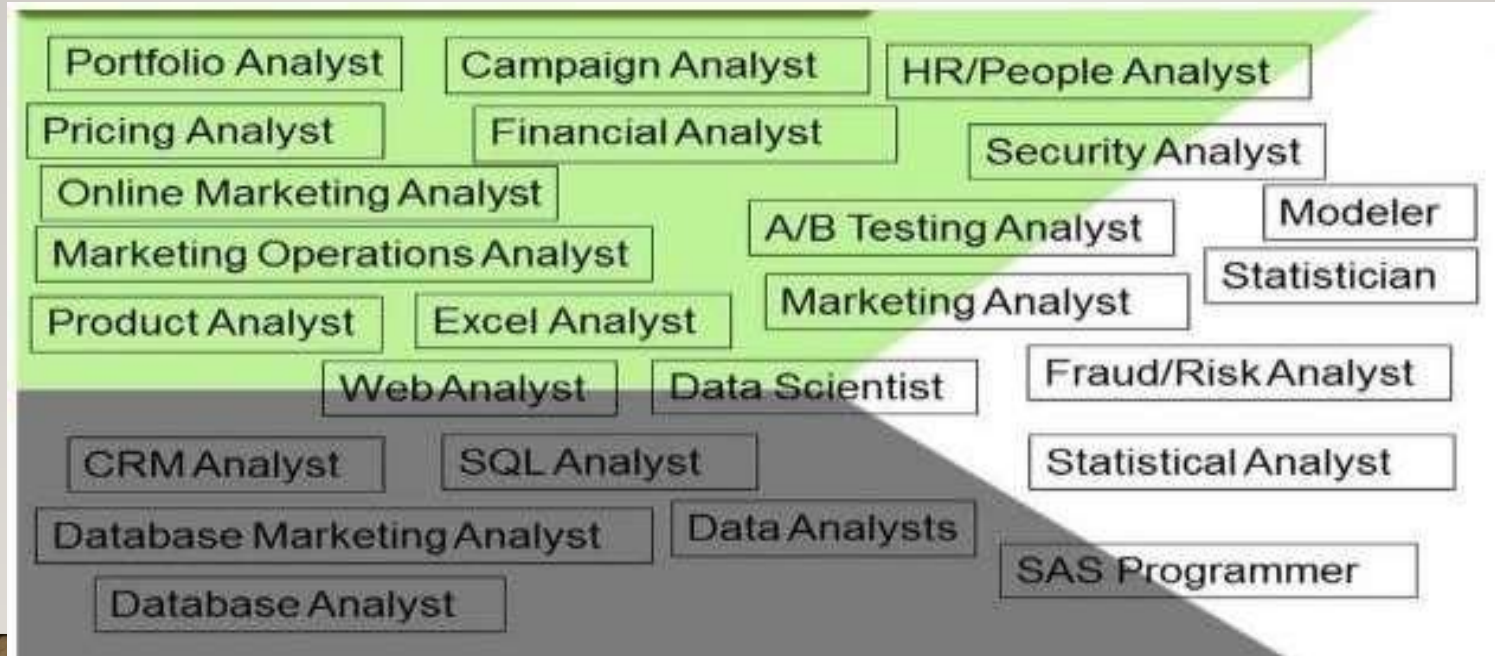 Portfolio Analyst
Campaign Analyst
HR/People Analyst
Pricing Analyst
Financial Analyst
Security Analyst
Online Marketing Analyst
Modeler
A/B Testing Analyst
Marketing Operations Analyst
Statistician
Marketing Analyst
Product Analyst
Excel Analyst
Web Analyst
Data Scientist
Fraud/Risk Analyst
CRM Analyst
SQL Analyst
Statistical Analyst
Database Marketing Analyst
Data Analysts
SAS Programmer
Database Analyst